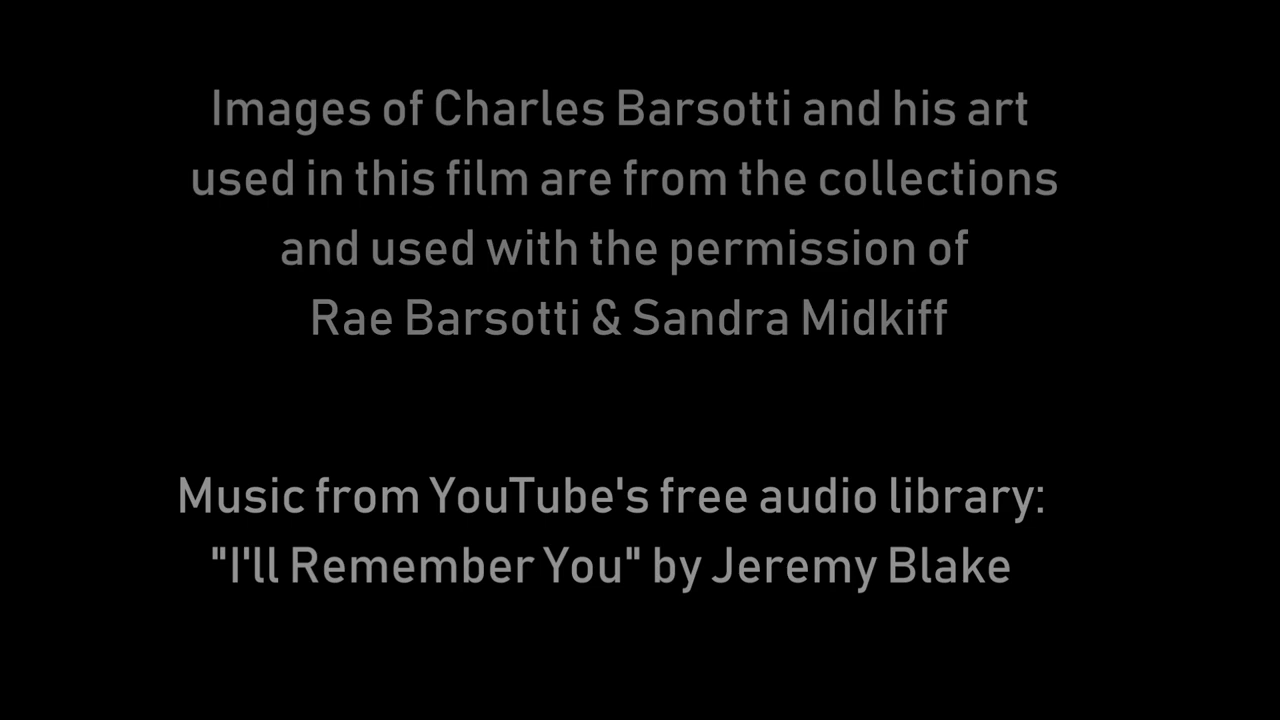 Images of Charles Barsotti and his art
used in this film are from the collections
and used with the permission of
Rae Barsotti & Sandra Midkiff
Music from YouTube's free audio library:
"I'll Remember You" by Jeremy Blake